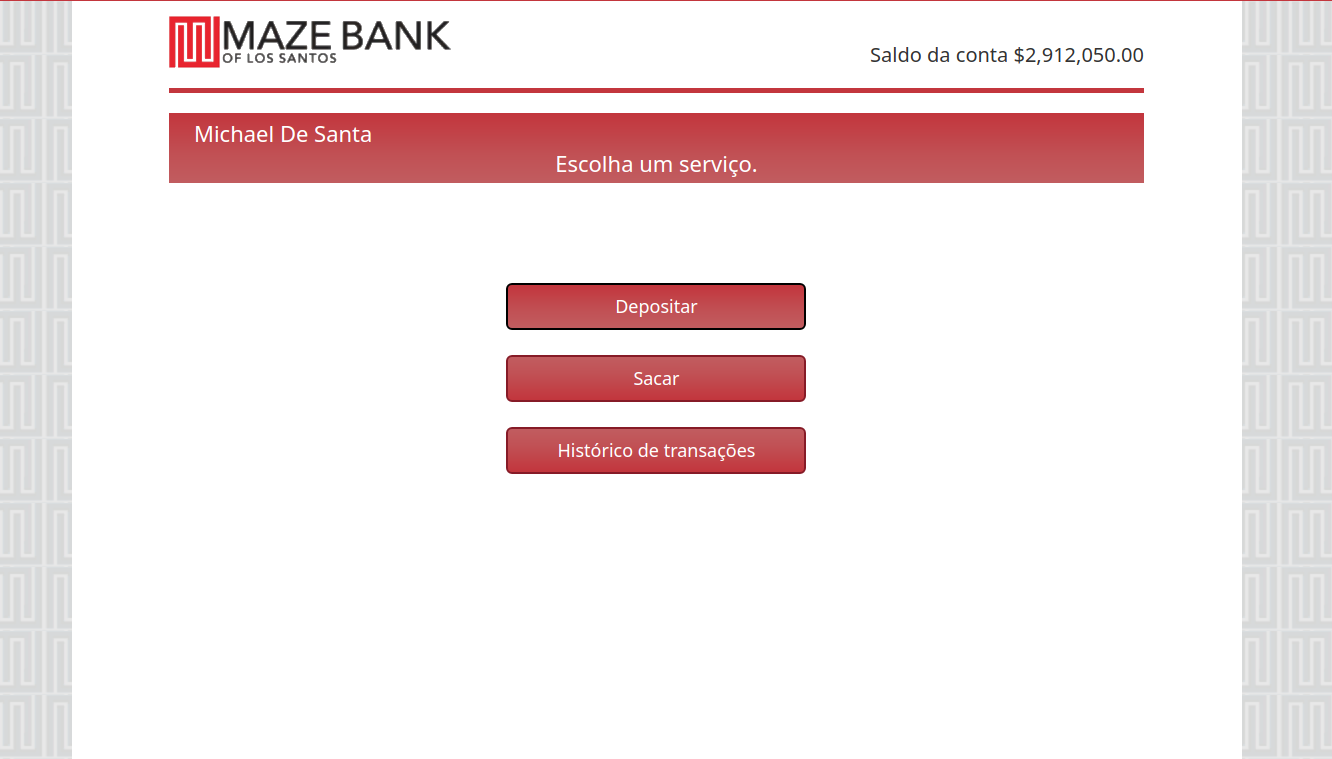 MAZE BANK
OF LOS SANTOS
Saldo da conta $2,912,050.00
Michael De Santa
Escolha um serviço.
Depositar
Sacar
Histórico de transações